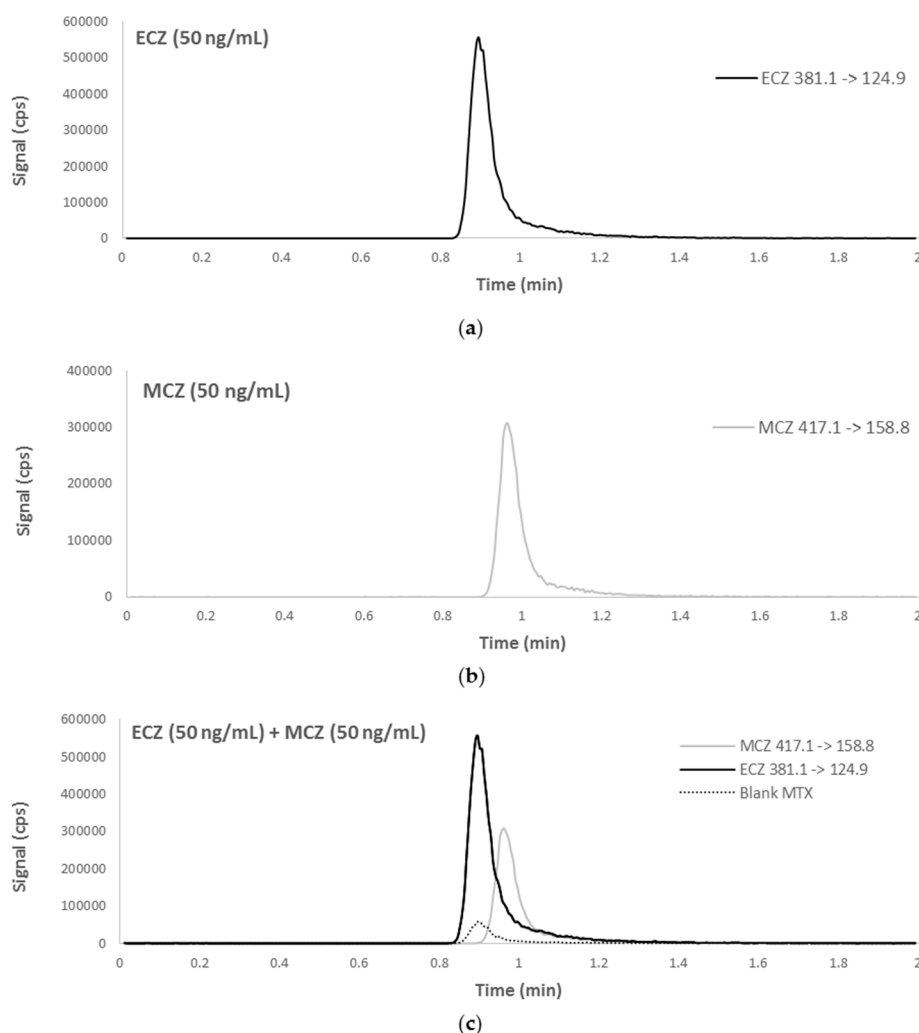 600000
ECZ (50 ng/mL)
500000
ECZ 381.1 -> 124.9
400000
300000
200000
100000
0
Signal (cps)
0 0.2 0.4 0.6 0.8 1 1.2 1.4 1.6 1.8 2
Time (min)
(a)
400000
MCZ (50 ng/mL)
300000
MCZ 417.1 -> 158.8
200000
100000
0
Signal (cps)
0 0.2 0.4 0.6 0.8 1 1.2 1.4 1.6 1.8 2
Time (min)
(b)
600000
ECZ (50 ng/mL) + MCZ (50 ng/mL)
500000
400000
300000
200000
100000
0
MCZ 417.1 -> 158.8
ECZ 381.1 -> 124.9
Blank MTX
Signal (cps)
0 0.2 0.4 0.6 0.8 1 1.2 1.4 1.6 1.8 2
Time (min)
(c)